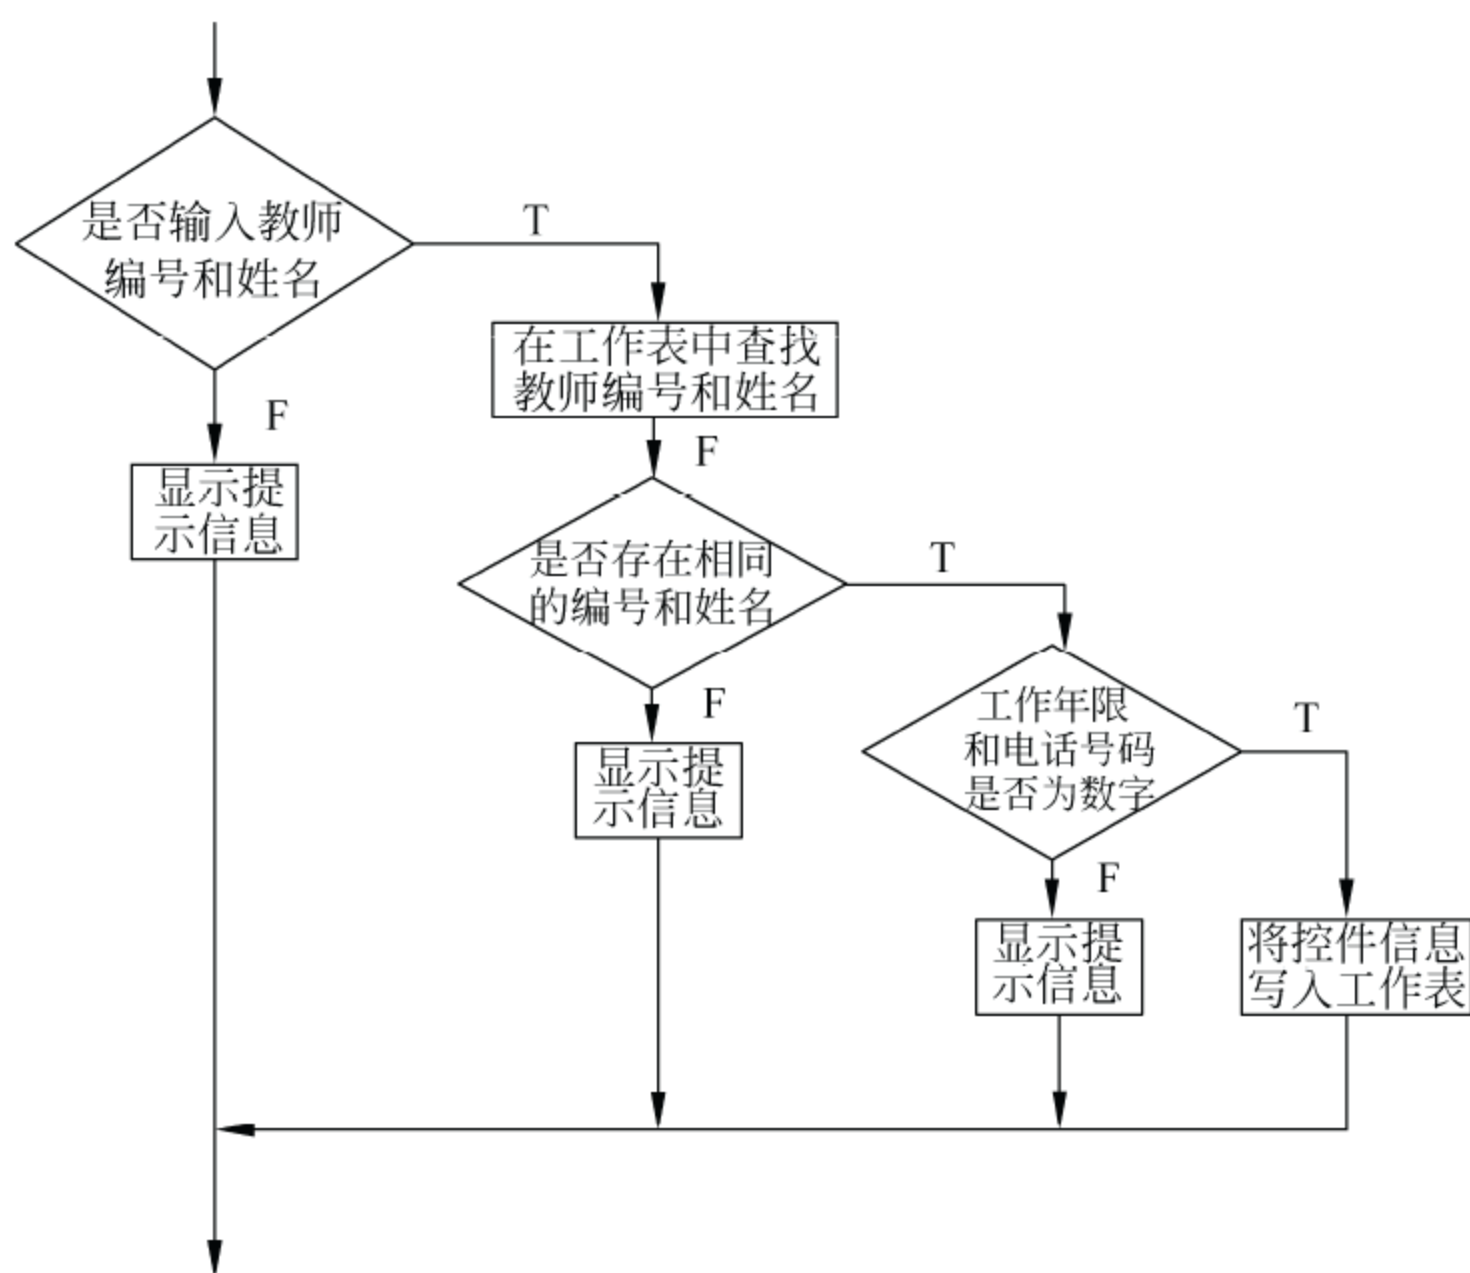 是否输入教师
编号和姓名
T
F
在工作表中查找
教师编号和姓名
F
显示提
示信息
是否存在相同
的编号和姓名
T
F
显示提
示信息
工作年限
和电话号码
是否为数字
T
F
显示提
示信息
将控件信息
写入工作表